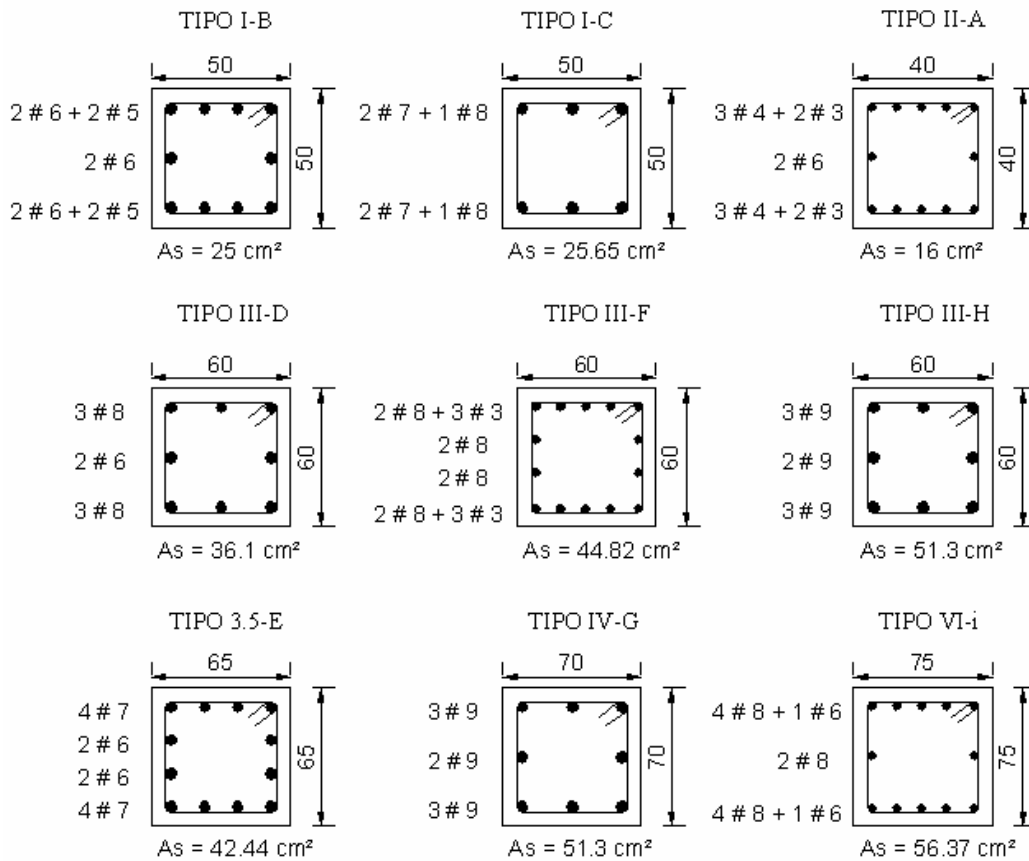 TIPO I-B
50
2 # 6 + 2 # 5
2 # 6
2 # 6 + 2 # 5
50
As = 25 cm²
TIPO I-C
50
2 # 7 + 1 # 8
2 # 7 + 1 # 8
50
As = 25.65 cm²
TIPO II-A
40
3 # 4 + 2 # 3
2 # 6
3 # 4 + 2 # 3
40
As = 16 cm²
TIPO III-D
60
3 # 8
2 # 6
3 # 8
60
As = 36.1 cm²
TIPO III-F
60
2 # 8 + 3 # 3
2 # 8
2 # 8
2 # 8 + 3 # 3
60
As = 44.82 cm²
TIPO III-H
60
3 # 9
2 # 9
3 # 9
60
As = 51.3 cm²
TIPO 3.5-E
65
4 # 7
2 # 6
2 # 6
4 # 7
65
As = 42.44 cm²
TIPO IV-G
70
3 # 9
2 # 9
3 # 9
70
As = 51.3 cm²
TIPO VI-i
75
4 # 8 + 1 # 6
2 # 8
4 # 8 + 1 # 6
75
As = 56.37 cm²